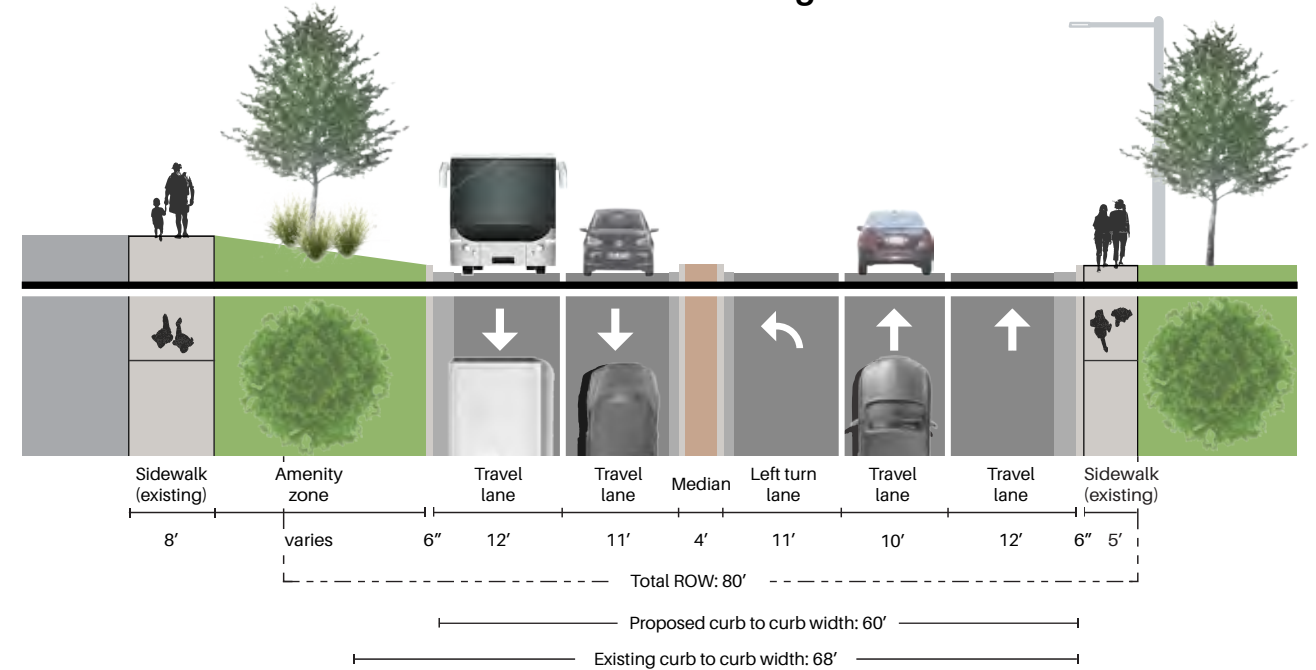 Sidewalk
(existing)
Amenity
zone
Travel
lane
Travel
lane
Median
Left turn
lane
Travel
lane
Travel
lane
Sidewalk
(existing)
8’ varies 6” 12’ 11’ 4’ 11’ 10’ 12’ 6” 5’
Total ROW: 80’
Proposed curb to curb width: 60’
Existing curb to curb width: 68’